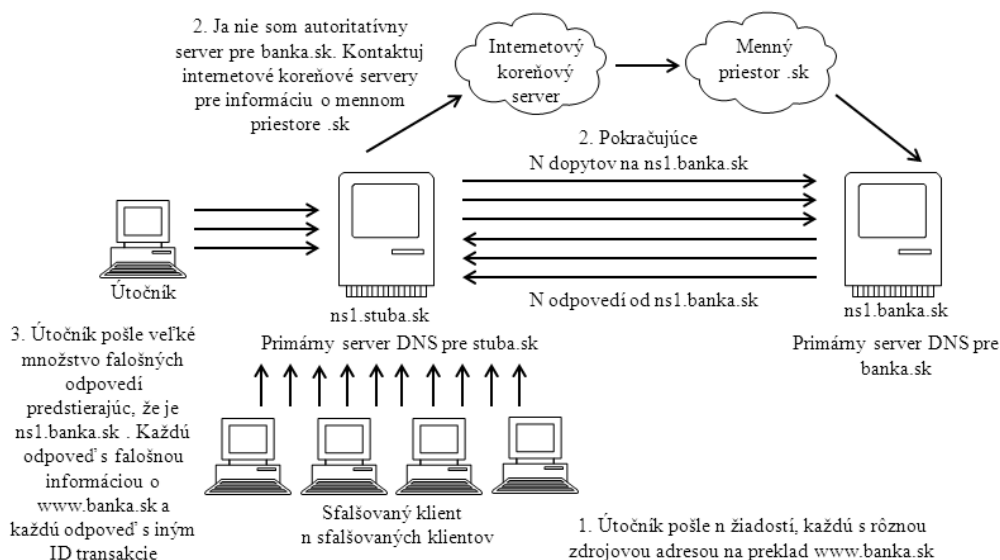 2. Ja nie som autoritatívny
server pre banka.sk. Kontaktuj
internetové koreňové servery
pre informáciu o mennom
priestore .sk
Internetový
koreňový
server
Menný
priestor .sk
2. Pokračujúce
N dopytov na ns1.banka.sk
Útočník
N odpovedí od ns1.banka.sk
ns1.stuba.sk
Primárny server DNS pre stuba.sk
ns1.banka.sk
Primárny server DNS pre
banka.sk
3. Útočník pošle veľké
množstvo falošných
odpovedí
predstierajúc, že je
ns1.banka.sk . Každú
odpoveď s falošnou
informáciou o
www.banka.sk a
každú odpoveď s iným
ID transakcie
Sfalšovaný klient
n sfalšovaných klientov
1. Útočník pošle n žiadostí, každú s rôznou
zdrojovou adresou na preklad www.banka.sk